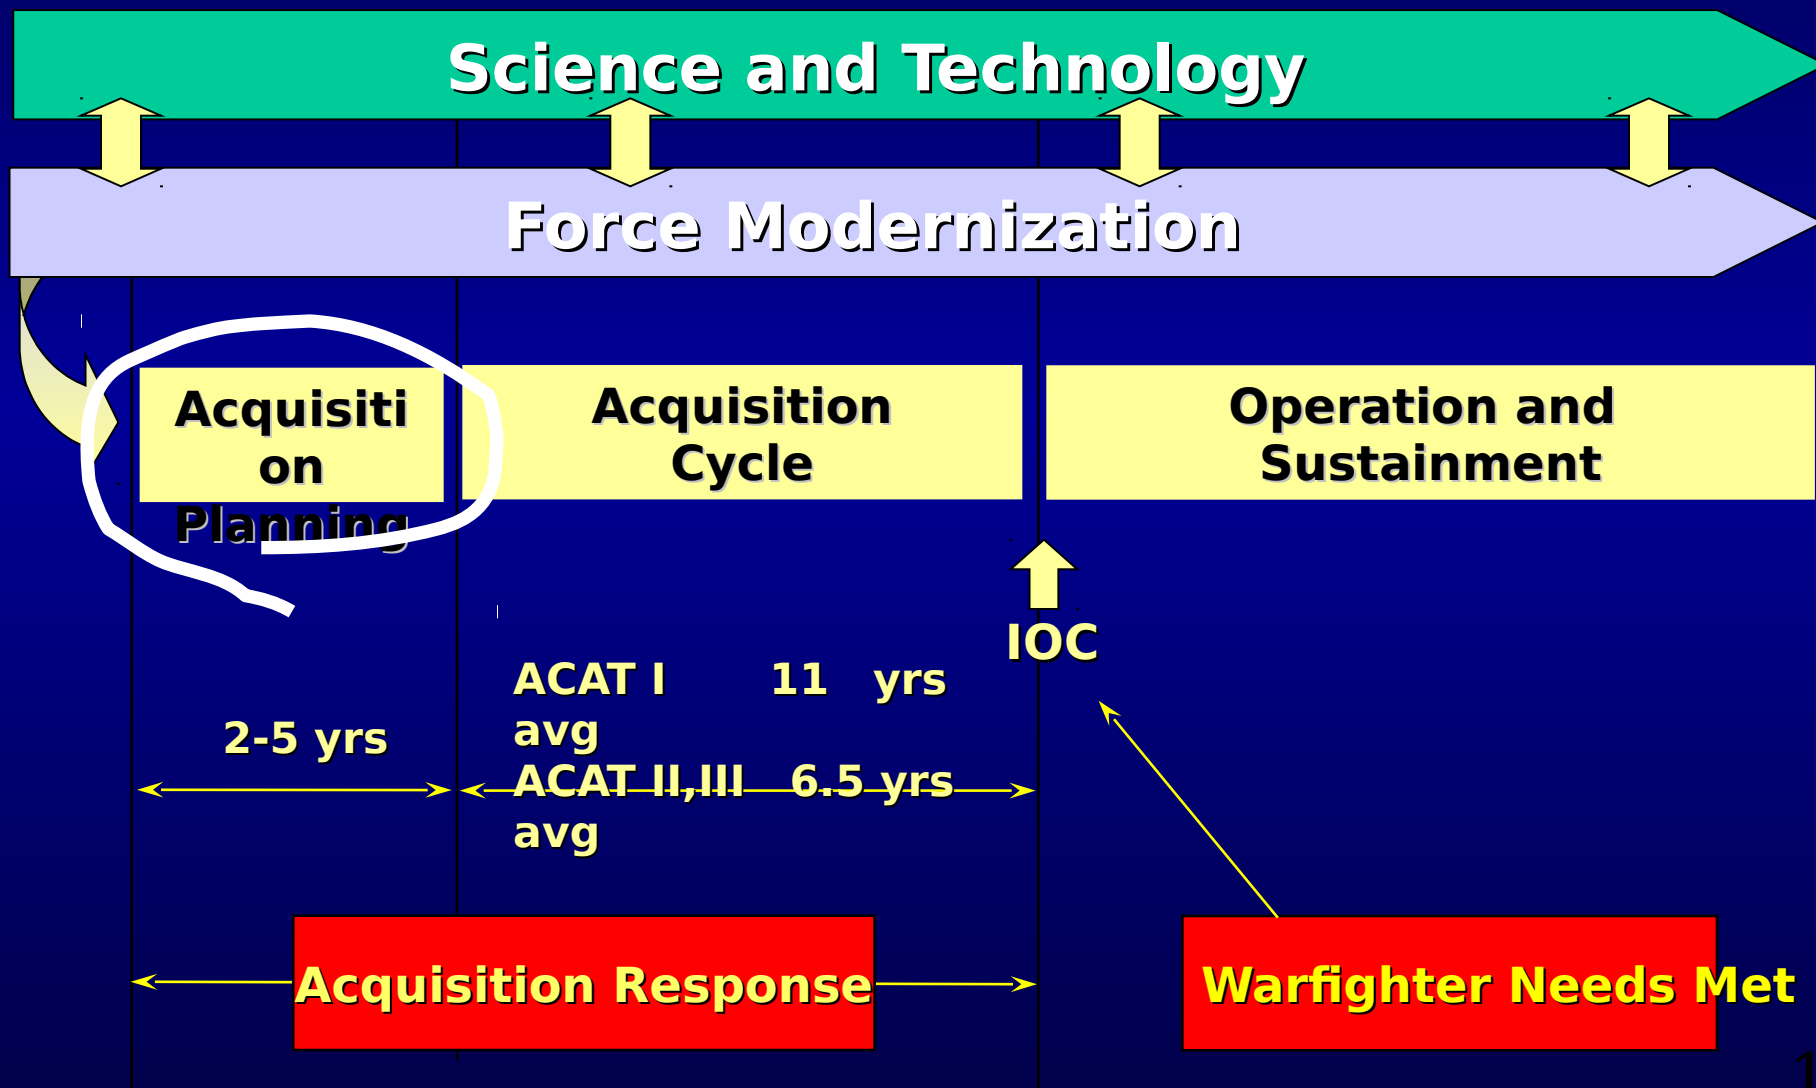 Science and Technology
Force Modernization
Acquisiti
on
Planning
Acquisition
Cycle
Operation and
Sustainment
IOC
ACAT I 11 yrs
avg
ACAT II,III 6.5 yrs
avg
2-5 yrs
Acquisition Response
Warfighter Needs Met
1